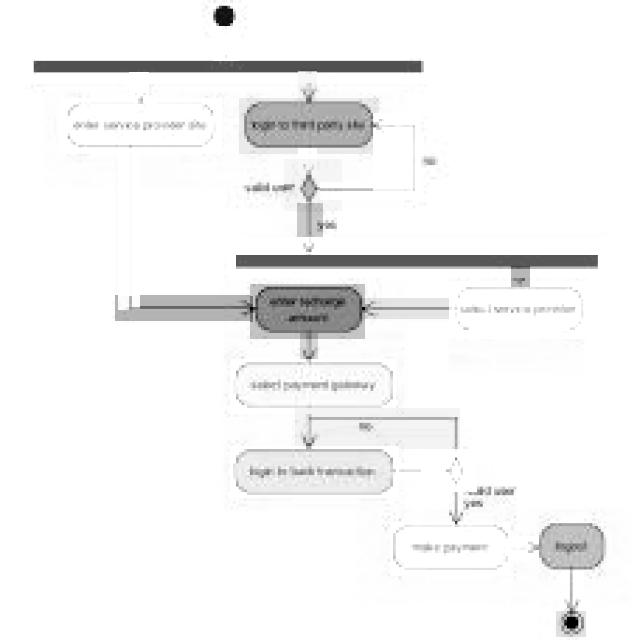 enter service provider site
login to third party site
no
valid user
yes
enter recharge
amount
select service provider
select payment gateway
no
login to bank transaction
user
yes
make payment
logout